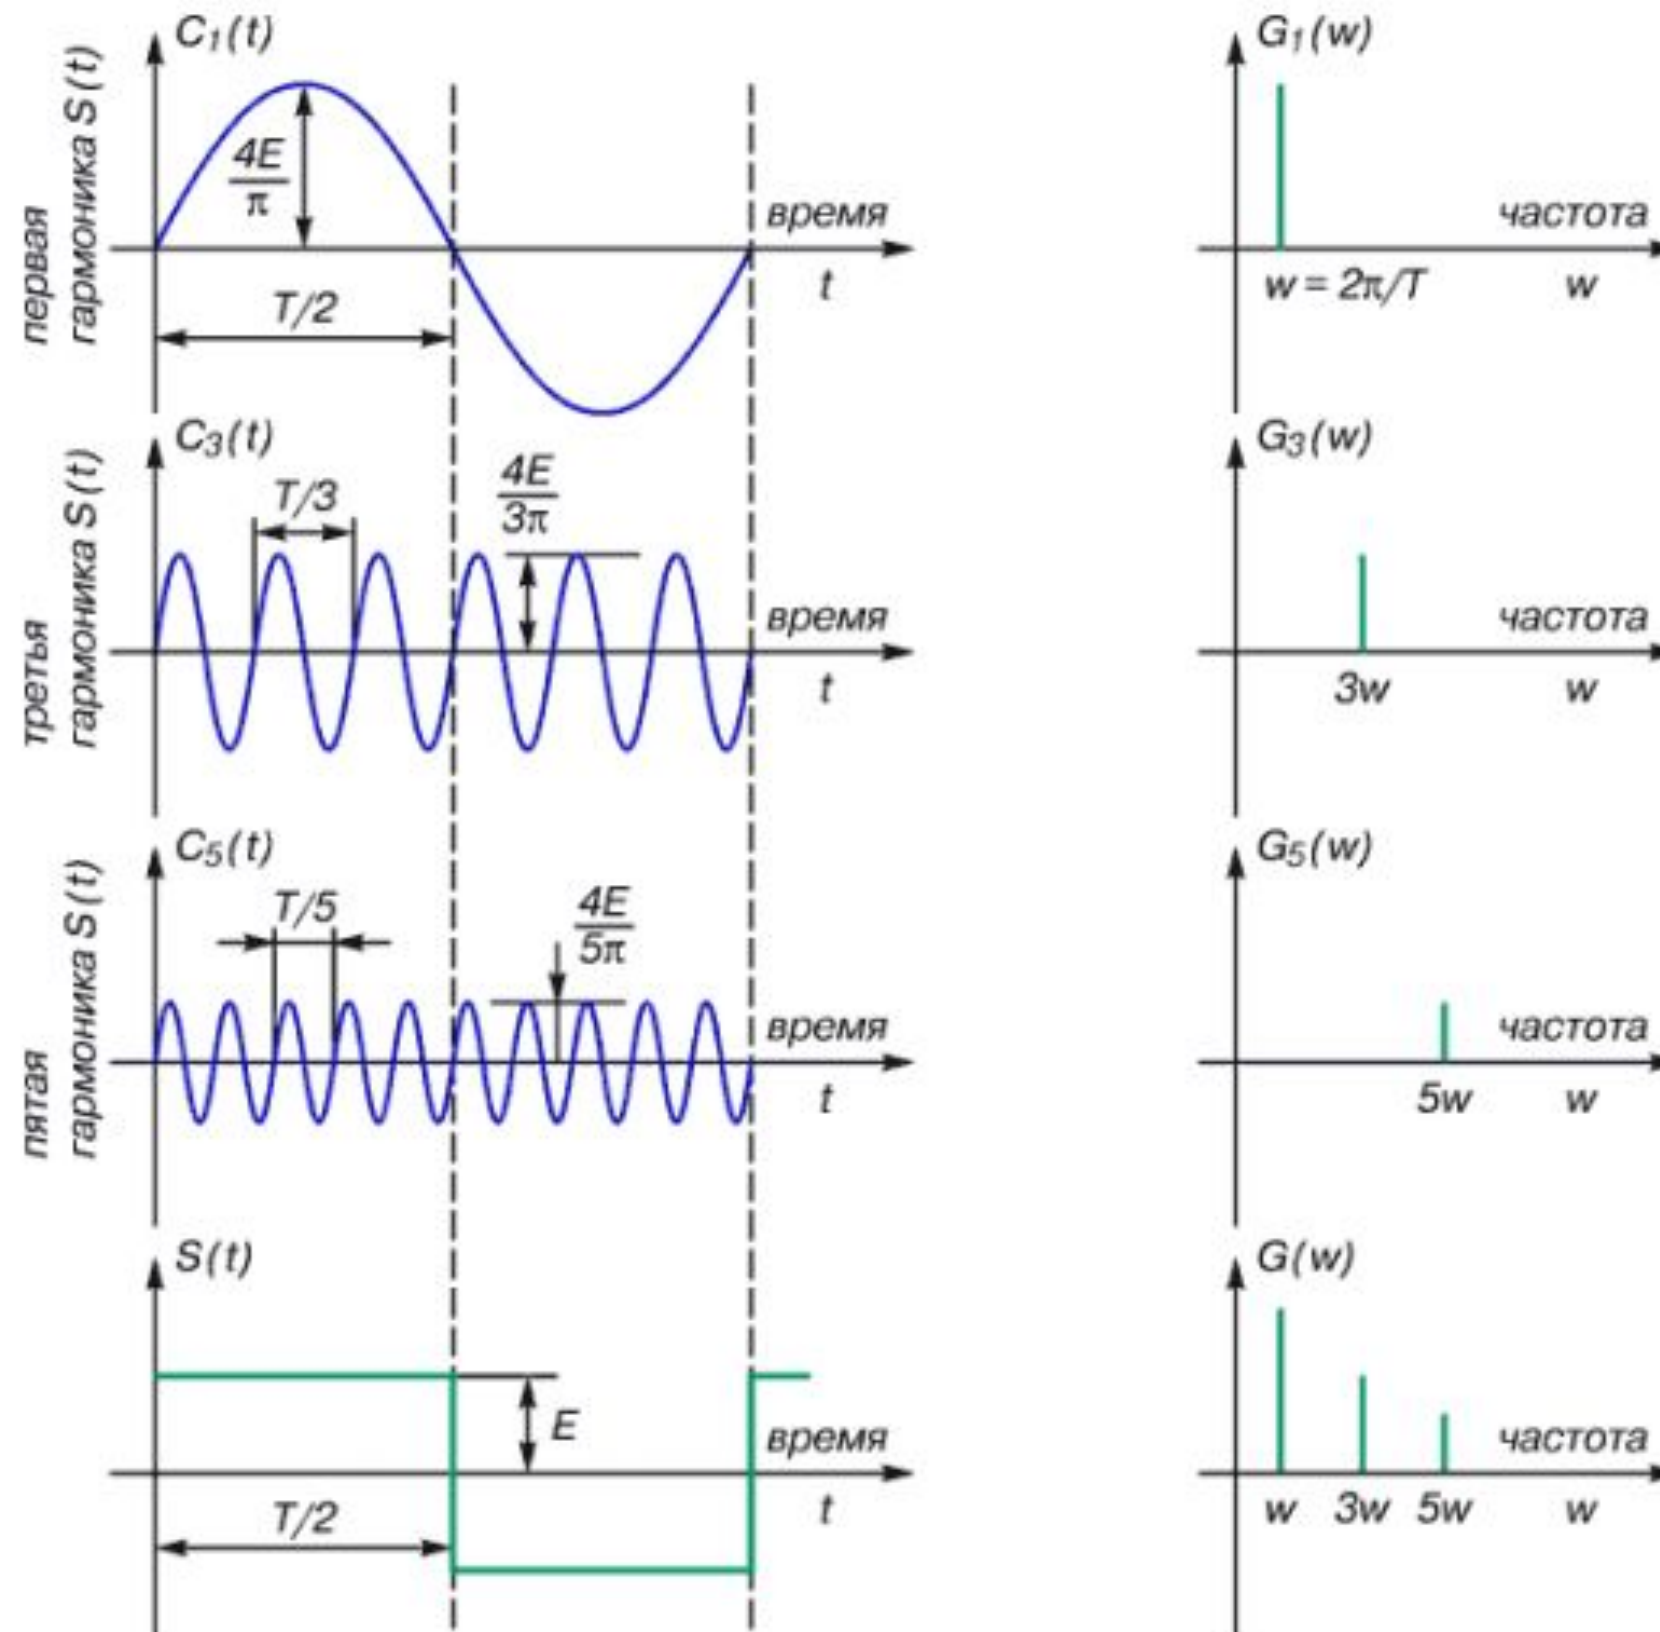 C₁(t)
первая
гармоника S(t)
4E
π
T/2
время
t
G₁(w)
частота
w = 2π/T
w
C₃(t)
третья
гармоника S(t)
T/3
4E
3π
время
t
G₃(w)
частота
3w
w
C₅(t)
пятая
гармоника S(t)
T/5
4E
5π
время
t
G₅(w)
частота
5w
w
S(t)
E
T/2
время
t
G(w)
частота
w 3w 5w w